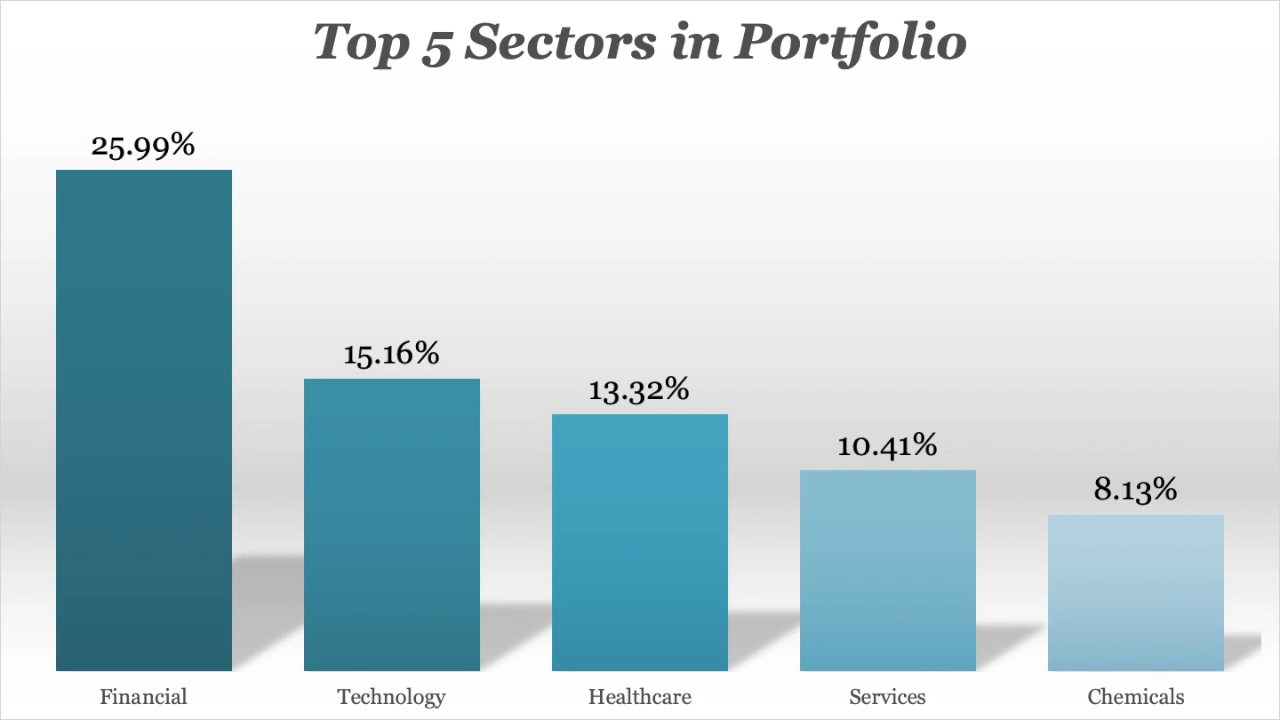 Top 5 Sectors in Portfolio
25.99%
15.16%
13.32%
10.41%
8.13%
Financial
Technology
Healthcare
Services
Chemicals